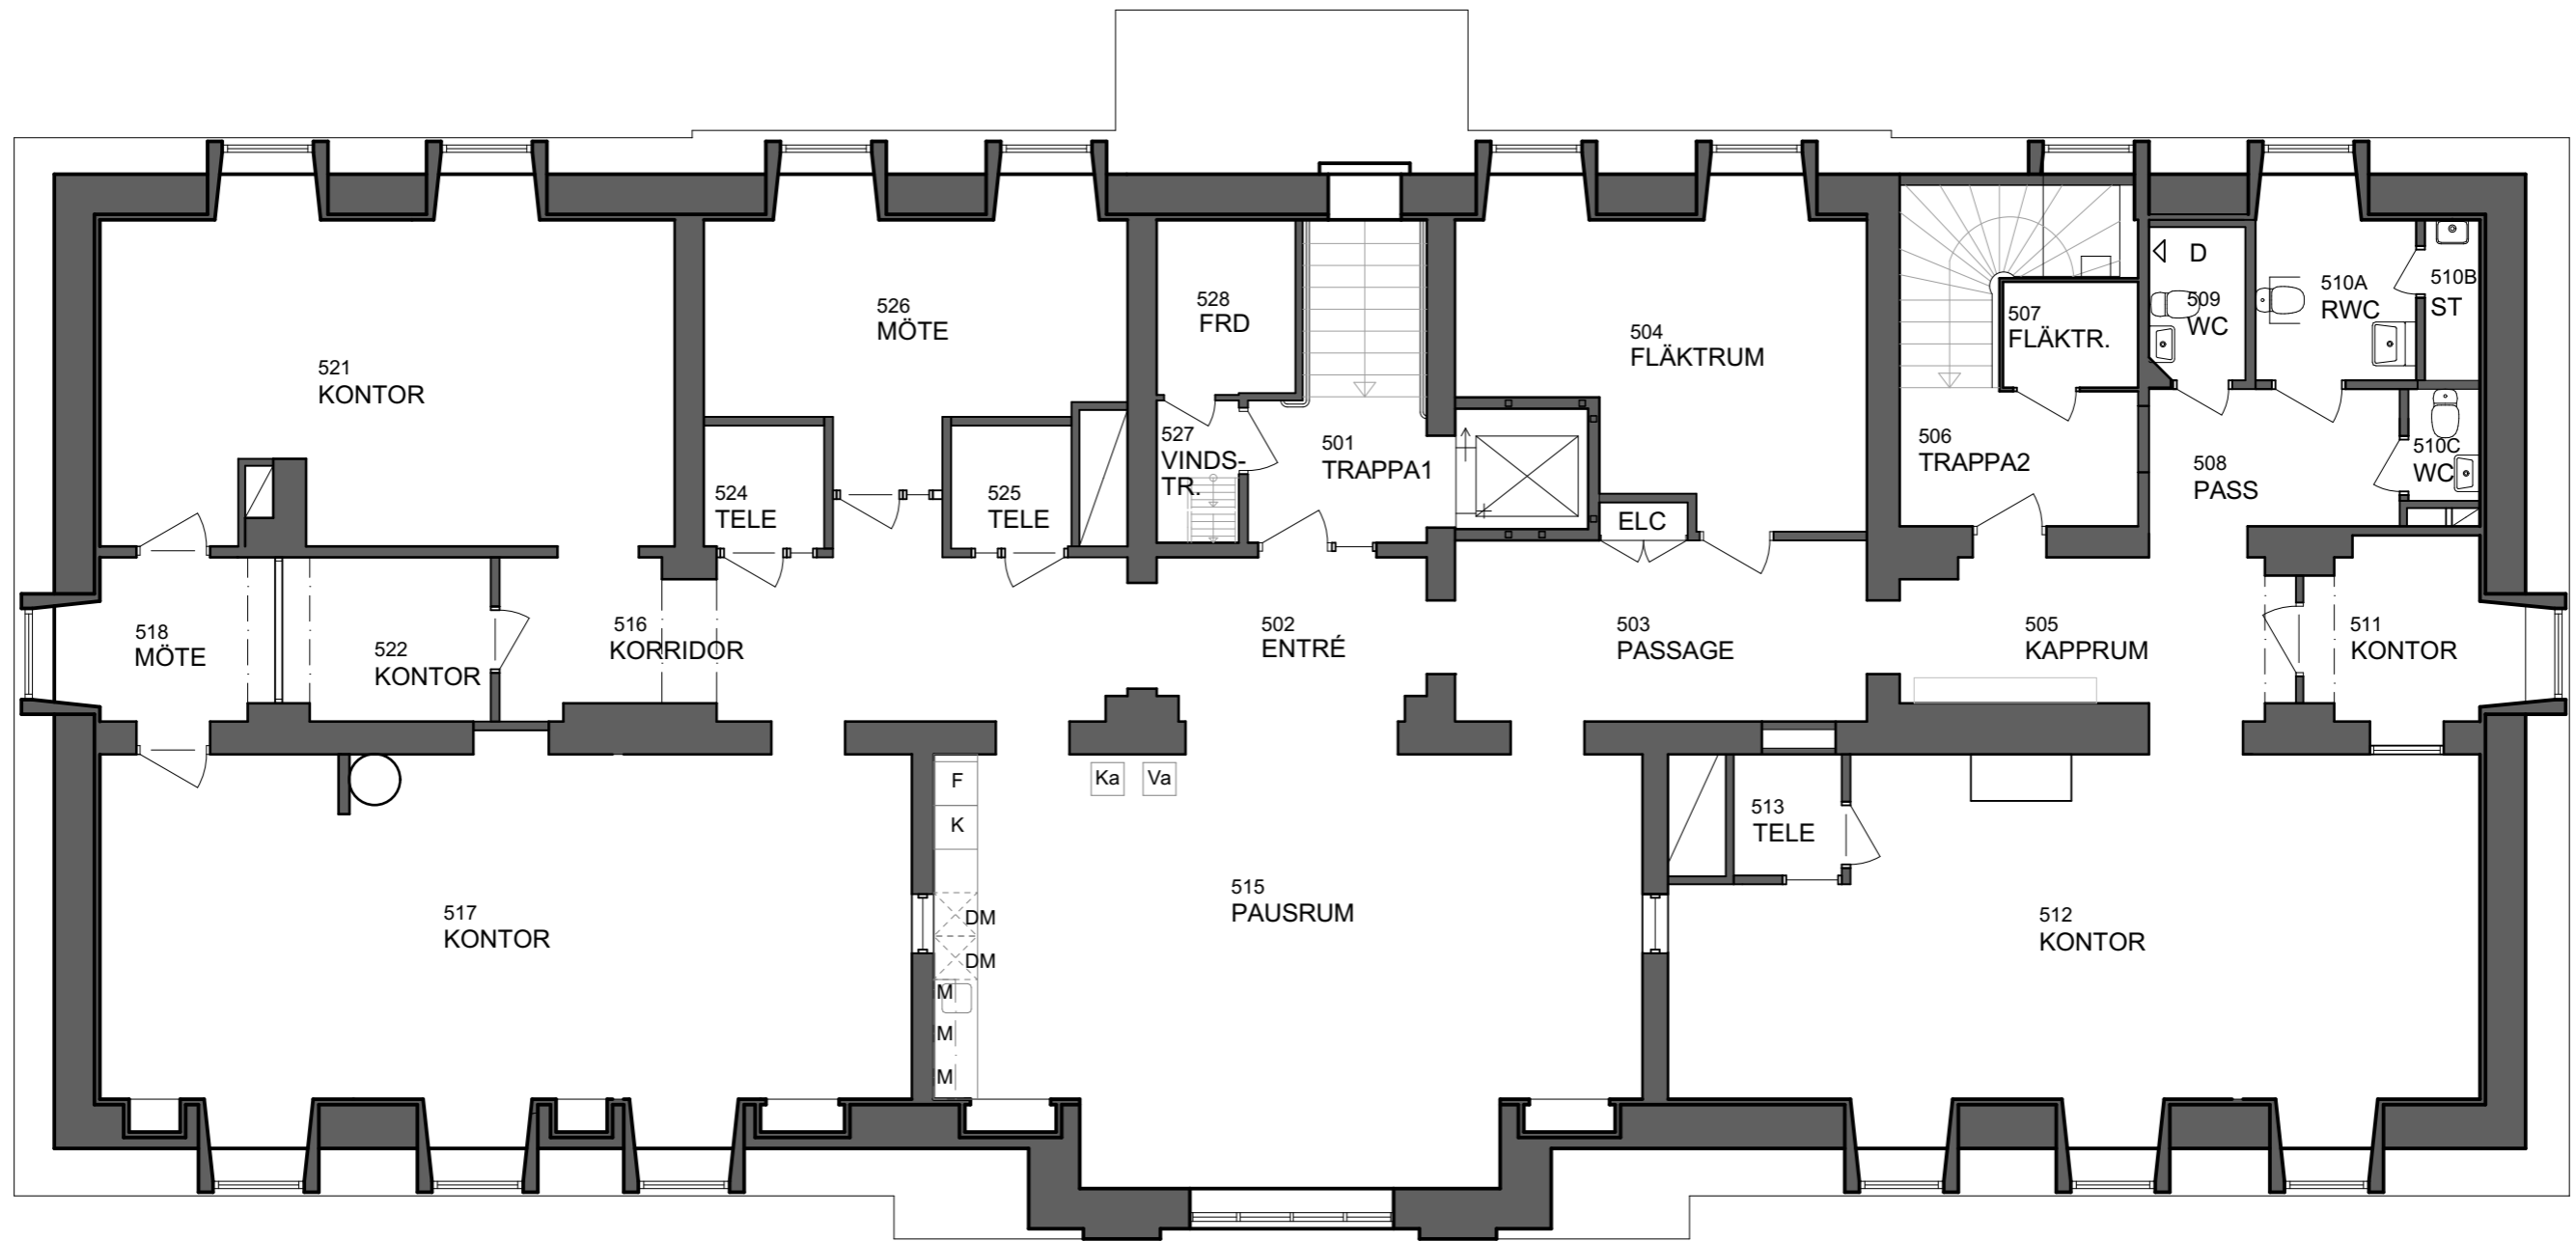 521
KONTOR
526
MÖTE
528
FRD
504
FLÄKTRUM
507
FLÄKTR.
D
509
WC
510A
RWC
510B
ST
524
TELE
525
TELE
527
VINDS-
TR.
501
TRAPPA1
ELC
506
TRAPPA2
508
PASS
510C
WC
518
MÖTE
522
KONTOR
516
KORRIDOR
502
ENTRÉ
503
PASSAGE
505
KAPPRUM
511
KONTOR
517
KONTOR
F
K
DM
DM
M
M
M
Ka
Va
515
PAUSRUM
513
TELE
512
KONTOR